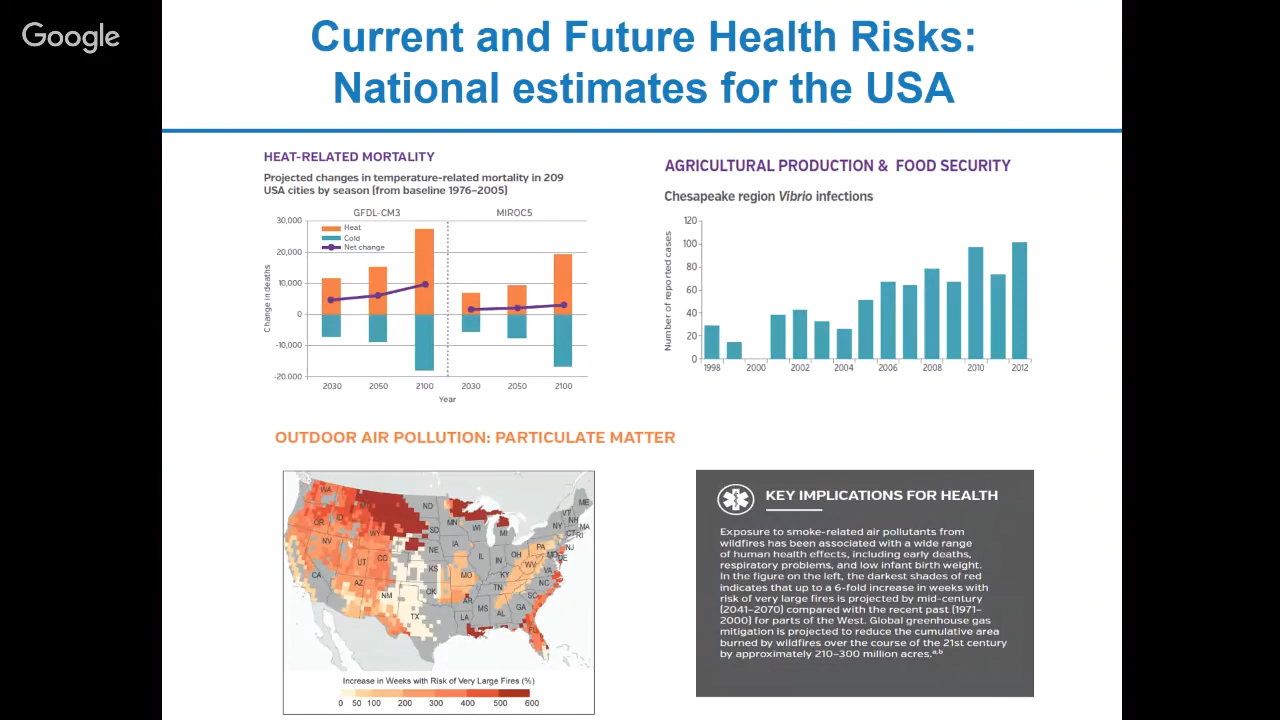 Google
Current and Future Health Risks:
National estimates for the USA
HEAT-RELATED MORTALITY
Projected changes in temperature-related mortality in 209
USA cities by season (from baseline 1976–2005)
GFDL-CM3
MIROC5
Heat
Cold
Net change
30,000
20,000
10,000
0
-10,000
-20.000
Change in deaths
2030 2050 2100 2030 2050 2100
Year
AGRICULTURAL PRODUCTION & FOOD SECURITY
Chesapeake region Vibrio infections
120
100
80
60
40
20
0
Number of reported cases
1998 2000 2002 2004 2006 2008 2010 2012
OUTDOOR AIR POLLUTION: PARTICULATE MATTER
WA ND MN ME
VT NH
OR ID SD WI MI NY MA
CT RI
WY IA PA NJ
NV NE IL IN OH MD DE
UT CO WV VA
CA KS MO KY
AZ NM OK AR TN NC
SC
TX LA MS AL GA
FL
Increase in Weeks with Risk of Very Large Fires (%)
0 50 100 200 300 400 500 600
KEY IMPLICATIONS FOR HEALTH
Exposure to smoke-related air pollutants from
wildfires has been associated with a wide range
of human health effects, including early deaths,
respiratory problems, and low infant birth weight.
In the figure on the left, the darkest shades of red
indicates that up to a 6-fold increase in weeks with
risk of very large fires is projected by mid-century
(2041–2070) compared with the recent past (1971–
2000) for parts of the West. Global greenhouse gas
mitigation is projected to reduce the cumulative area
burned by wildfires over the course of the 21st century
by approximately 210–300 million acres.a,b